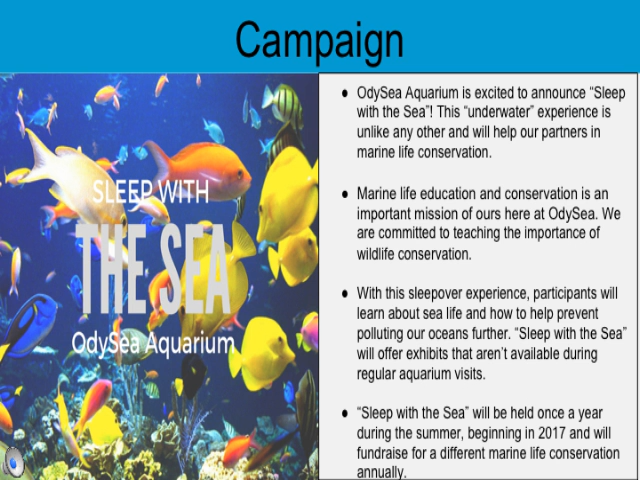 Campaign
SLEEP WITH
THE SEA
OdySea Aquarium
● OdySea Aquarium is excited to announce “Sleep
with the Sea”! This “underwater” experience is
unlike any other and will help our partners in
marine life conservation.
● Marine life education and conservation is an
important mission of ours here at OdySea. We
are committed to teaching the importance of
wildlife conservation.
● With this sleepover experience, participants will
learn about sea life and how to help prevent
polluting our oceans further. “Sleep with the Sea”
will offer exhibits that aren’t available during
regular aquarium visits.
● “Sleep with the Sea” will be held once a year
during the summer, beginning in 2017 and will
fundraise for a different marine life conservation
annually.